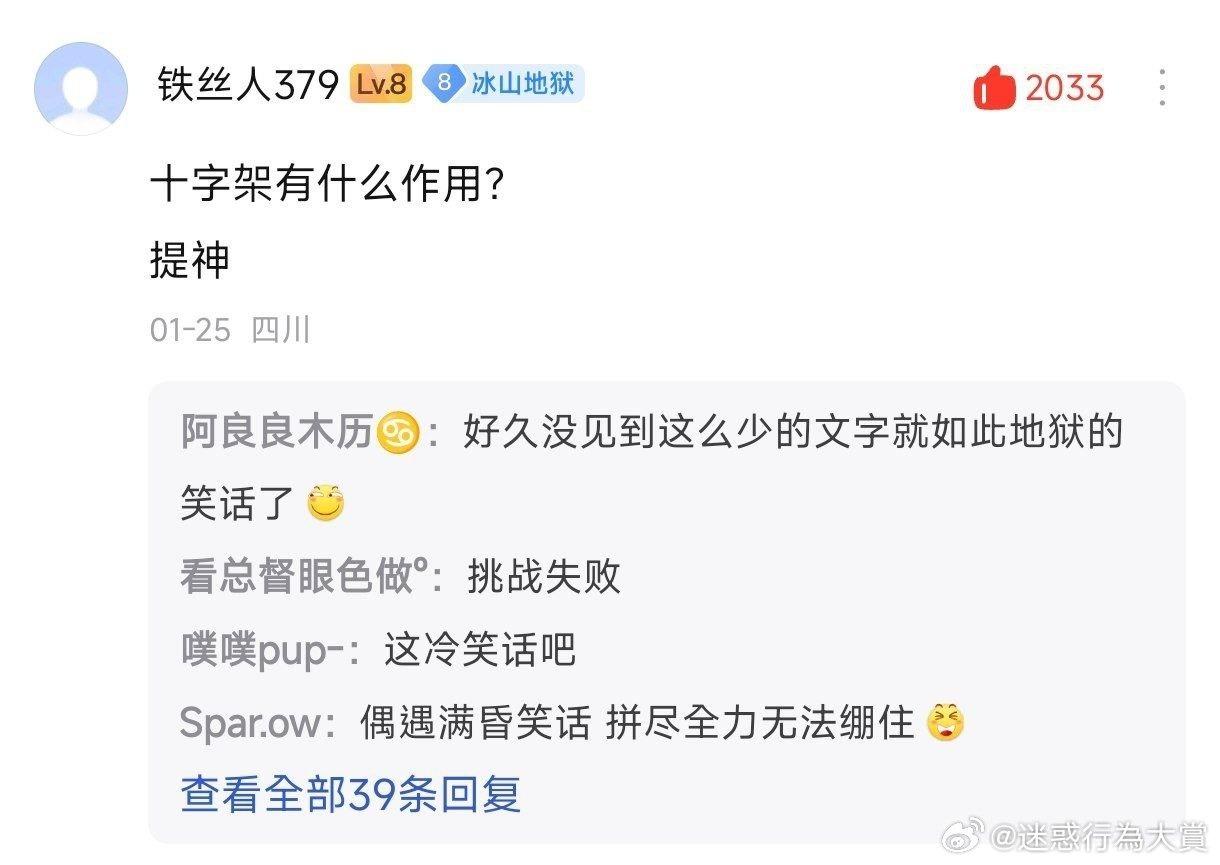 铁丝人379 Lv.8 8 冰山地狱 2033
十字架有什么作用?
提神
01-25 四川
阿良良木历♋: 好久没见到这么少的文字就如此地狱的
笑话了
看总督眼色做º: 挑战失败
噗噗pup-: 这冷笑话吧
Spar.ow: 偶遇满昏笑话 拼尽全力无法绷住
查看全部39条回复
@迷惑行為大賞